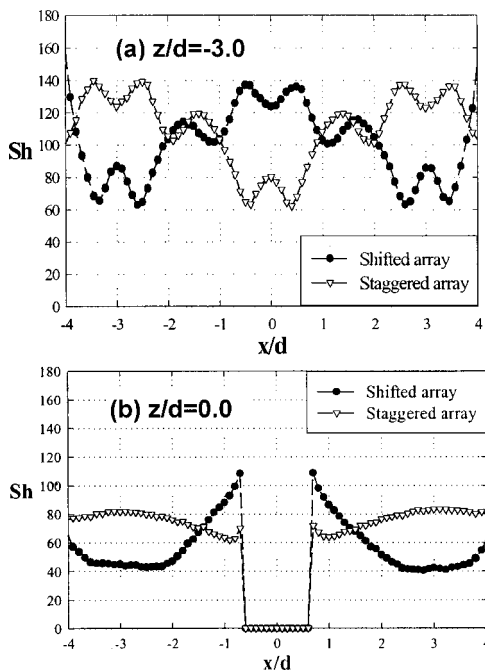 180
(a) z/d=-3.0
160
140
120
100
Sh
80
60
40
20
0
Shifted array
Staggered array
-4 -3 -2 -1 0 1 2 3 4
x/d
180
(b) z/d=0.0
160
140
120
100
Sh
80
60
40
20
0
Shifted array
Staggered array
-4 -3 -2 -1 0 1 2 3 4
x/d